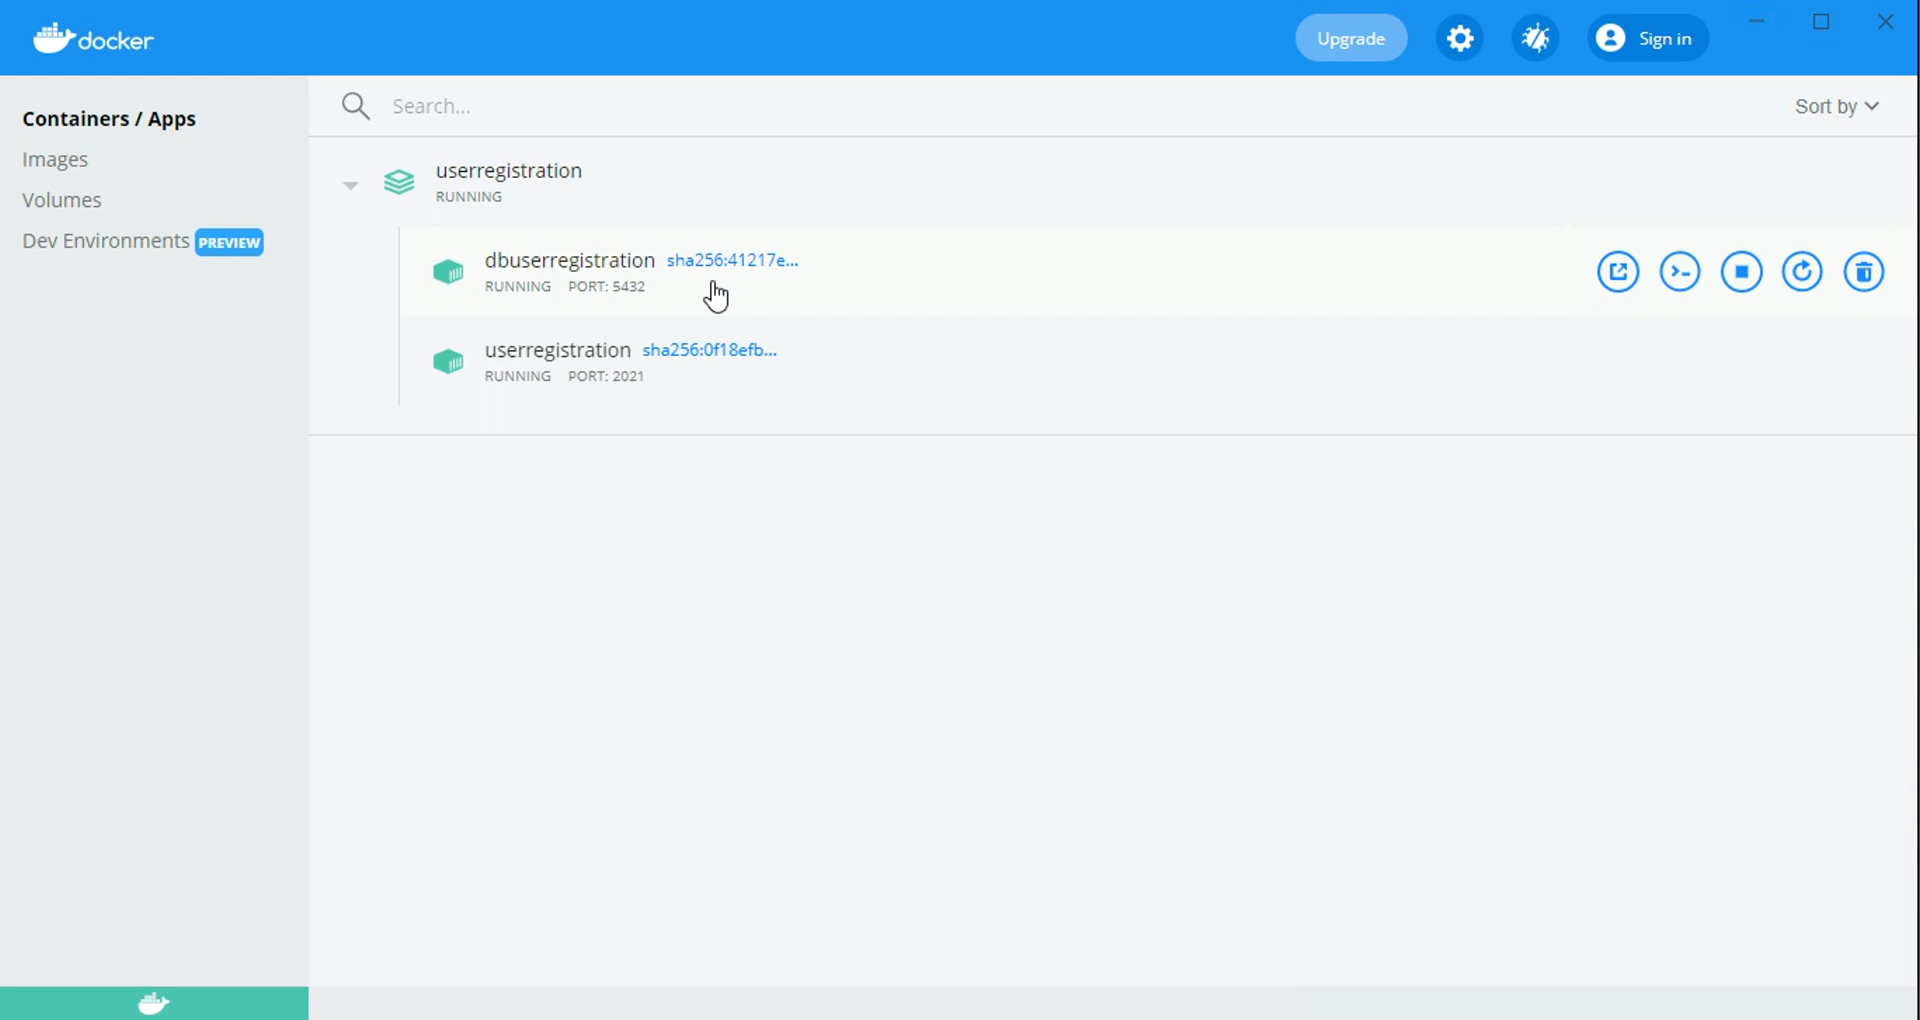 docker
Upgrade
Sign in
Containers / Apps
Images
Volumes
Dev Environments PREVIEW
Search...
Sort by
userregistration
RUNNING
dbuserregistration sha256:41217e...
RUNNING PORT: 5432
userregistration sha256:0f18efb...
RUNNING PORT: 2021